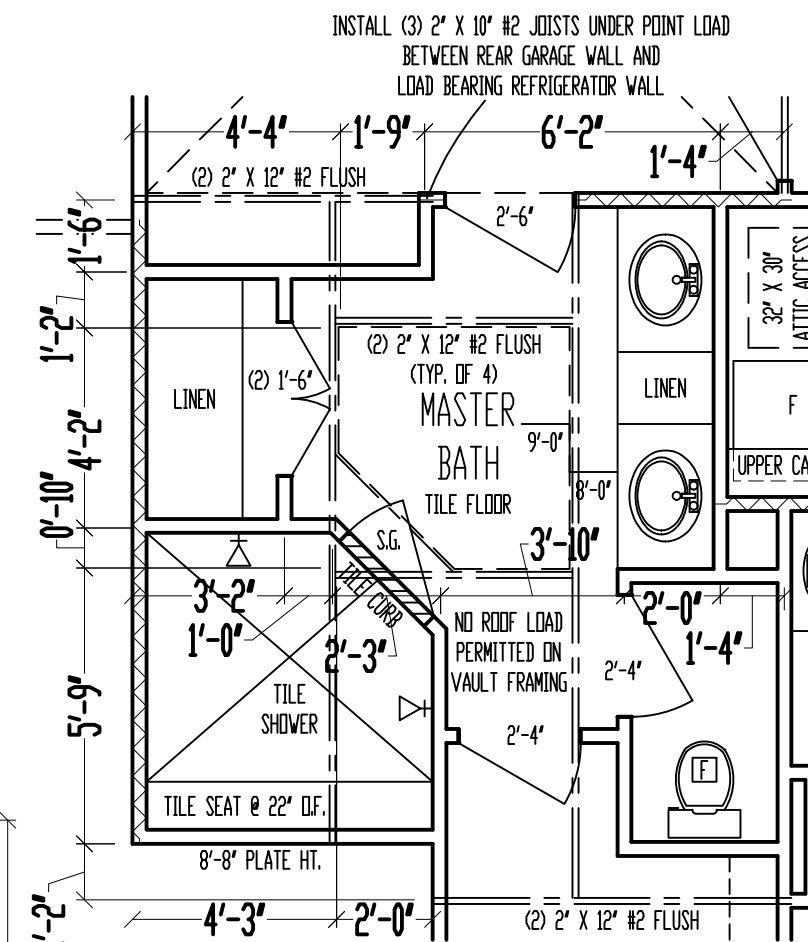 INSTALL (3) 2" X 10" #2 JOISTS UNDER POINT LOAD
BETWEEN REAR GARAGE WALL AND
LOAD BEARING REFRIGERATOR WALL
4'-4"
1'-9"
6'-2"
1'-4"
(2) 2" X 12" #2 FLUSH
1'-6"
2'-6"
32" X 30"
ATTIC ACCESS
1'-2"
(2) 2" X 12" #2 FLUSH
(TYP. OF 4)
(2) 1'-6"
LINEN
MASTER
BATH
TILE FLOOR
9'-0"
8'-0"
LINEN
F
UPPER CA
4'-2"
0'-10"
S.G.
3'-10"
TILE CURB
3'-2"
1'-0"
2'-3"
2'-0"
1'-4"
NO ROOF LOAD
PERMITTED ON
VAULT FRAMING
2'-4"
2'-4"
5'-9"
TILE
SHOWER
F
TILE SEAT @ 22" O.F.
8'-8" PLATE HT.
'-2"
4'-3"
2'-0"
(2) 2" X 12" #2 FLUSH